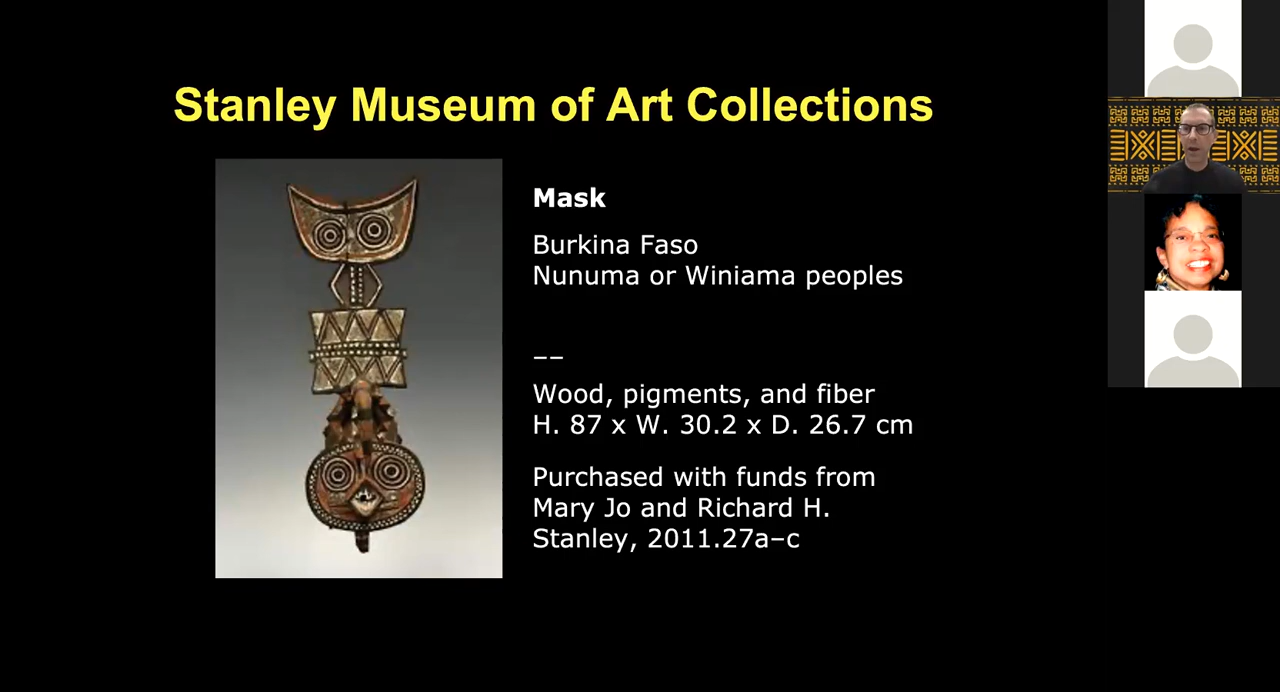 Stanley Museum of Art Collections
Mask
Burkina Faso
Nunuma or Winiama peoples
––
Wood, pigments, and fiber
H. 87 x W. 30.2 x D. 26.7 cm
Purchased with funds from
Mary Jo and Richard H.
Stanley, 2011.27a–c